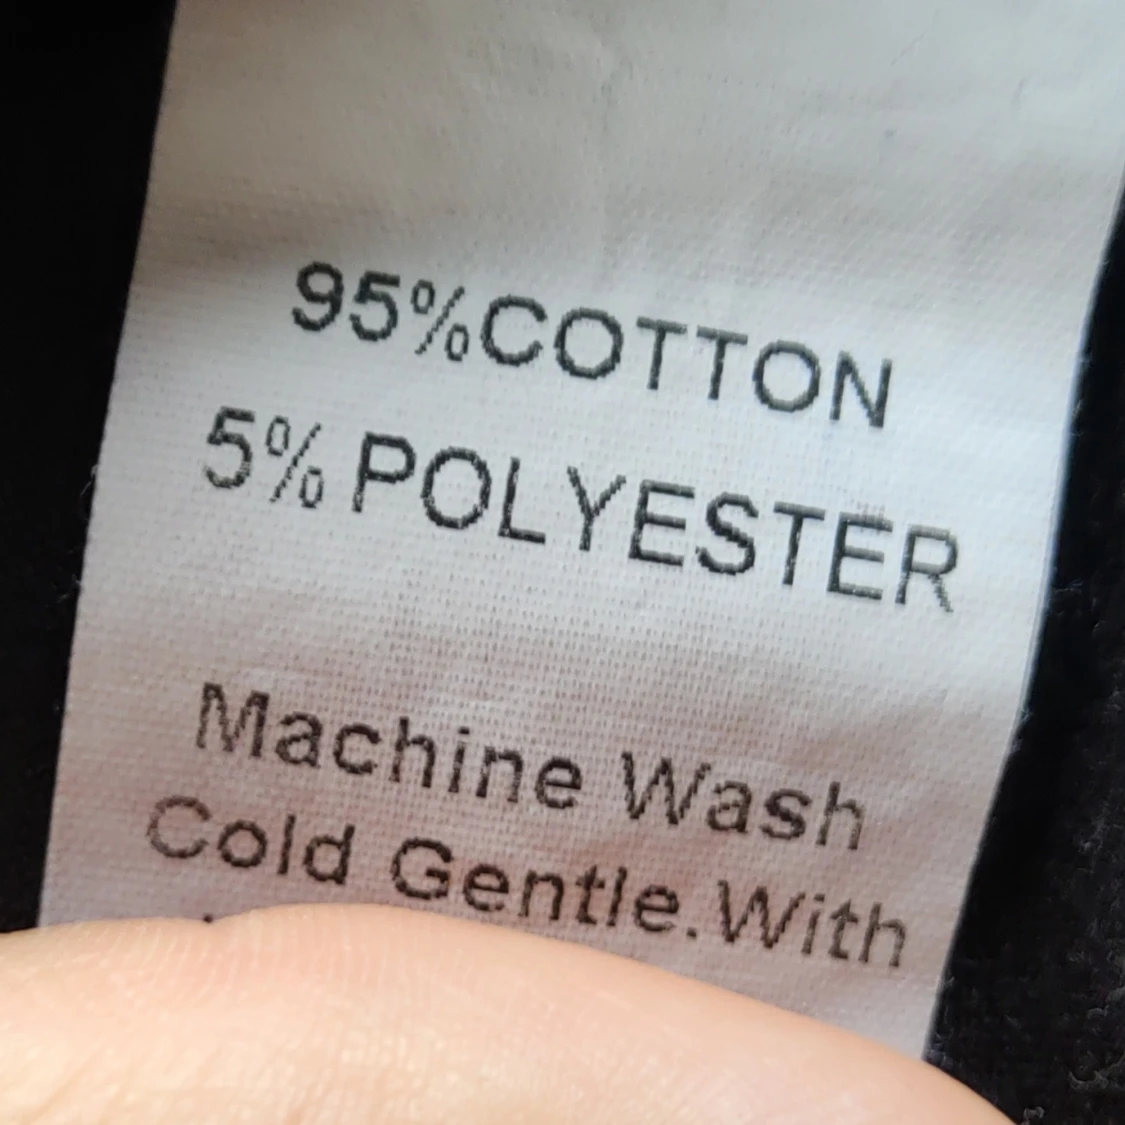 95%COTTON
5% POLYESTER
Machine Wash
Cold Gentle.With